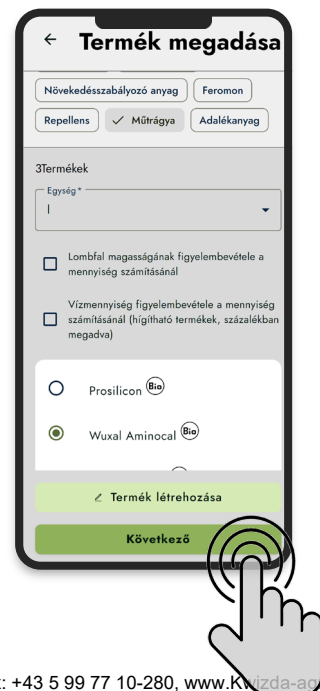 Termék megadása
Növekedésszabályozó anyag
Feromon
Repellens
Műtrágya
Adalékanyag
3Termékek
Egység*
l
Lombfal magasságának figyelembevétele a
mennyiség számításánál
Vízmennyiség figyelembevétele a mennyiség
számításánál (hígítható termékek, százalékban
megadva)
Prosilicon Bio
Wuxal Aminocal Bio
Termék létrehozása
Következő
: +43 5 99 77 10-280, www.Kwizda-ag